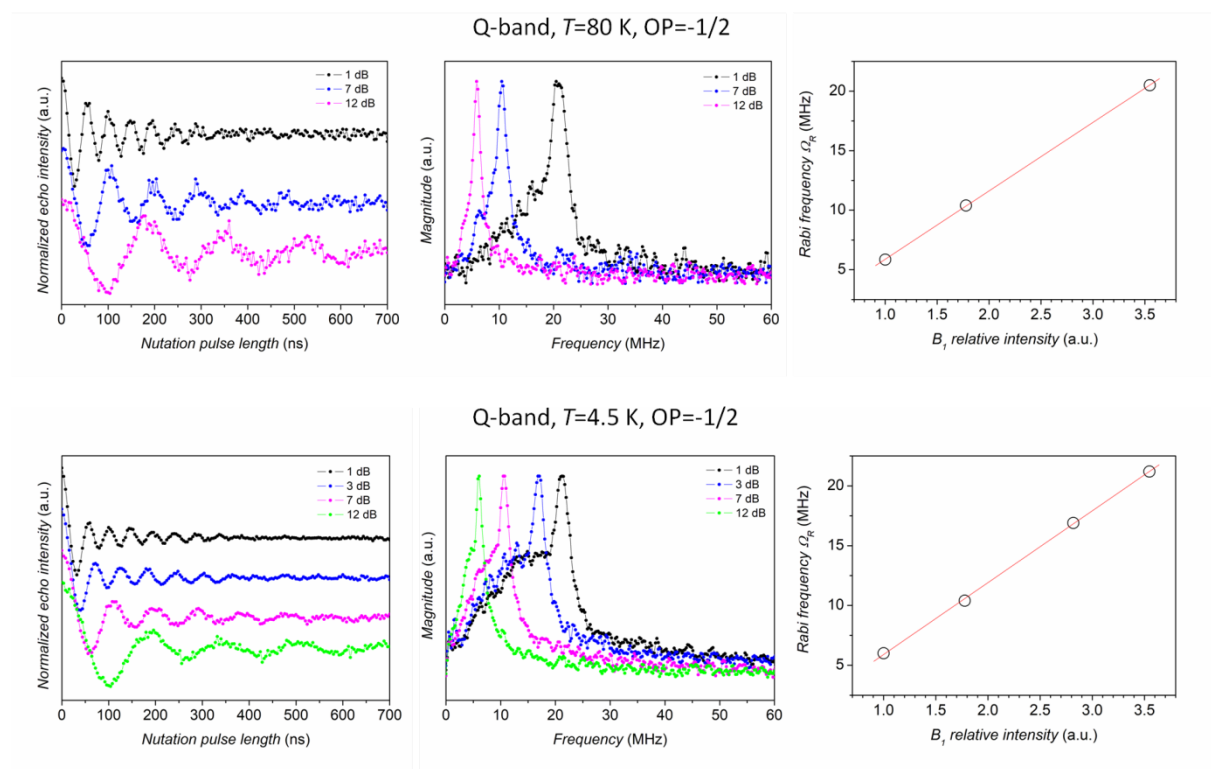 Q-band, T=80 K, OP=-1/2
Normalized echo intensity (a.u.)
1 dB
7 dB
12 dB
0 100 200 300 400 500 600 700
Nutation pulse length (ns)
Magnitude (a.u.)
1 dB
7 dB
12 dB
0 10 20 30 40 50 60
Frequency (MHz)
Rabi frequency Ω_R (MHz)
20
15
10
5
1.0 1.5 2.0 2.5 3.0 3.5
B_1 relative intensity (a.u.)
Q-band, T=4.5 K, OP=-1/2
Normalized echo intensity (a.u.)
1 dB
3 dB
7 dB
12 dB
0 100 200 300 400 500 600 700
Nutation pulse length (ns)
Magnitude (a.u.)
1 dB
3 dB
7 dB
12 dB
0 10 20 30 40 50 60
Frequency (MHz)
Rabi frequency Ω_R (MHz)
20
15
10
5
1.0 1.5 2.0 2.5 3.0 3.5
B_1 relative intensity (a.u.)